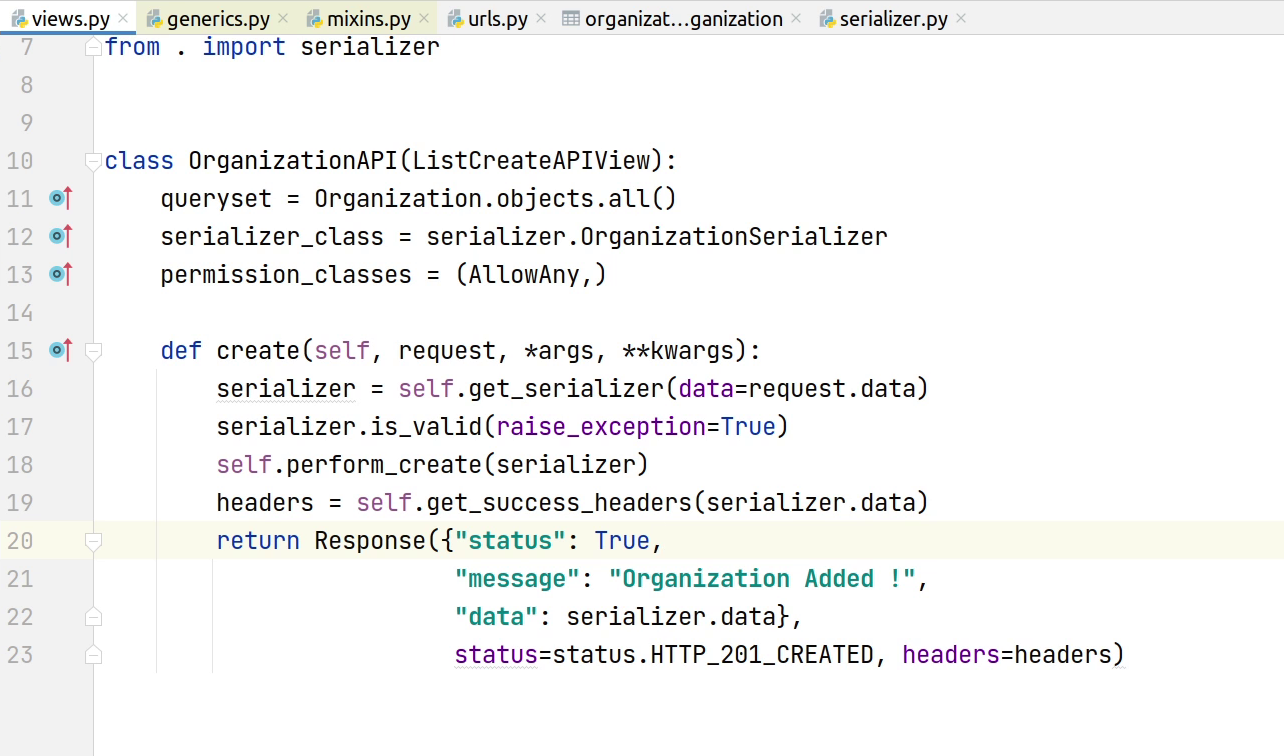 views.py generics.py mixins.py urls.py organizat...ganization serializer.py
7 from . import serializer
8
9
10 class OrganizationAPI(ListCreateAPIView):
11     queryset = Organization.objects.all()
12     serializer_class = serializer.OrganizationSerializer
13     permission_classes = (AllowAny,)
14
15     def create(self, request, *args, **kwargs):
16         serializer = self.get_serializer(data=request.data)
17         serializer.is_valid(raise_exception=True)
18         self.perform_create(serializer)
19         headers = self.get_success_headers(serializer.data)
20         return Response({"status": True,
21                          "message": "Organization Added !",
22                          "data": serializer.data},
23                          status=status.HTTP_201_CREATED, headers=headers)